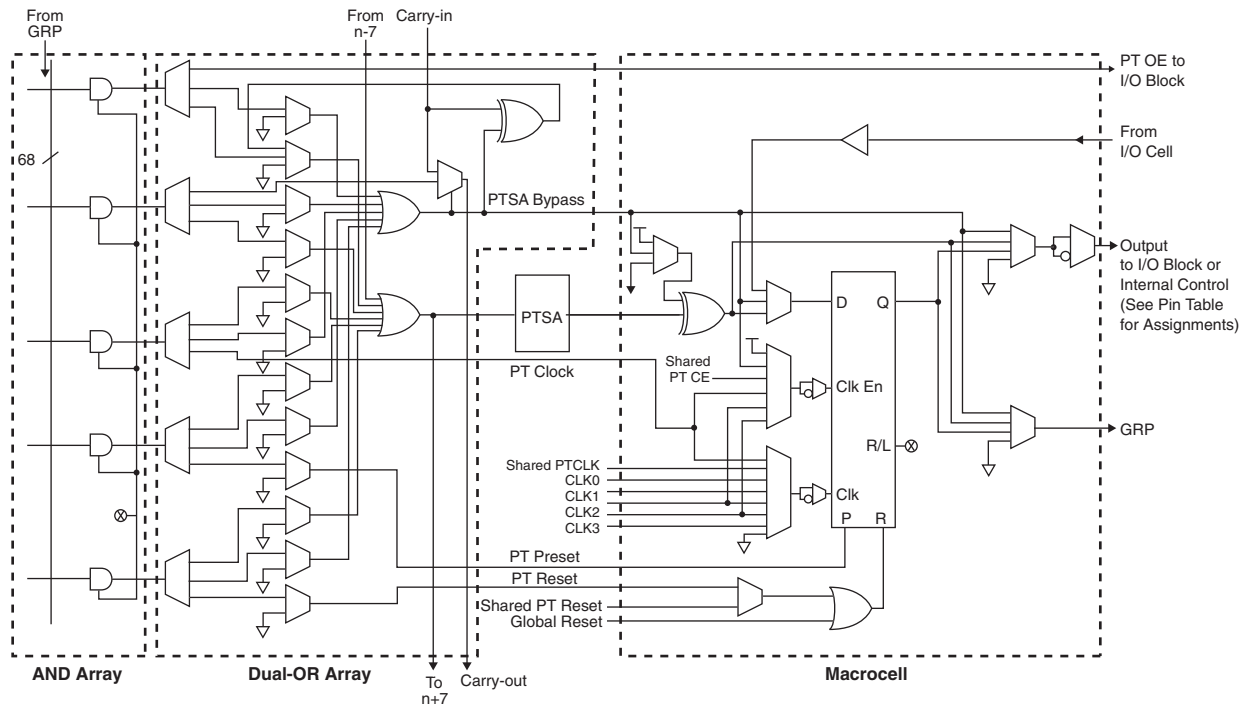 From
GRP
From
n-7
Carry-in
PT OE to
I/O Block
From
I/O Cell
68
PTSA Bypass
Output
to I/O Block or
Internal Control
(See Pin Table
for Assignments)
PTSA
D
Q
Shared
PT CE
PT Clock
Clk En
GRP
R/L
Shared PTCLK
CLK0
CLK1
CLK2
CLK3
Clk
P
R
PT Preset
PT Reset
Shared PT Reset
Global Reset
AND Array
Dual-OR Array
To
n+7
Carry-out
Macrocell